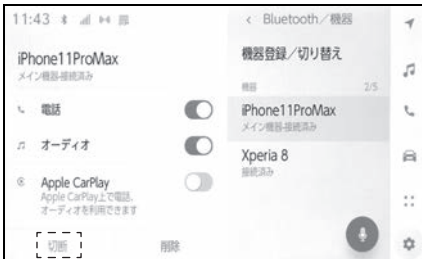 11:43
iPhone11ProMax
メイン機器-接続済み
電話
オーディオ
Apple CarPlay
Apple CarPlay上で電話、
オーディオを利用できます
切断
削除
< Bluetooth／機器
機器登録／切り替え
機器 2/5
iPhone11ProMax
メイン機器-接続済み
Xperia 8
接続済み